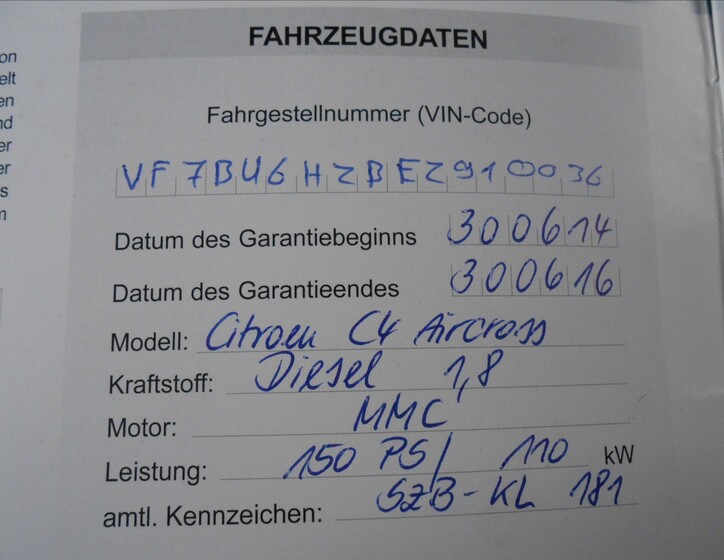 FAHRZEUGDATEN
Fahrgestellnummer (VIN-Code)
VF7BU6HZBEZ910036
Datum des Garantiebeginns 300614
Datum des Garantieendes 300616
Modell: Citroen C4 Aircross
Kraftstoff: Diesel 1,8
Motor: MMC
Leistung: 150 PS/ 110 kW
amtl. Kennzeichen: SZB-KL 181